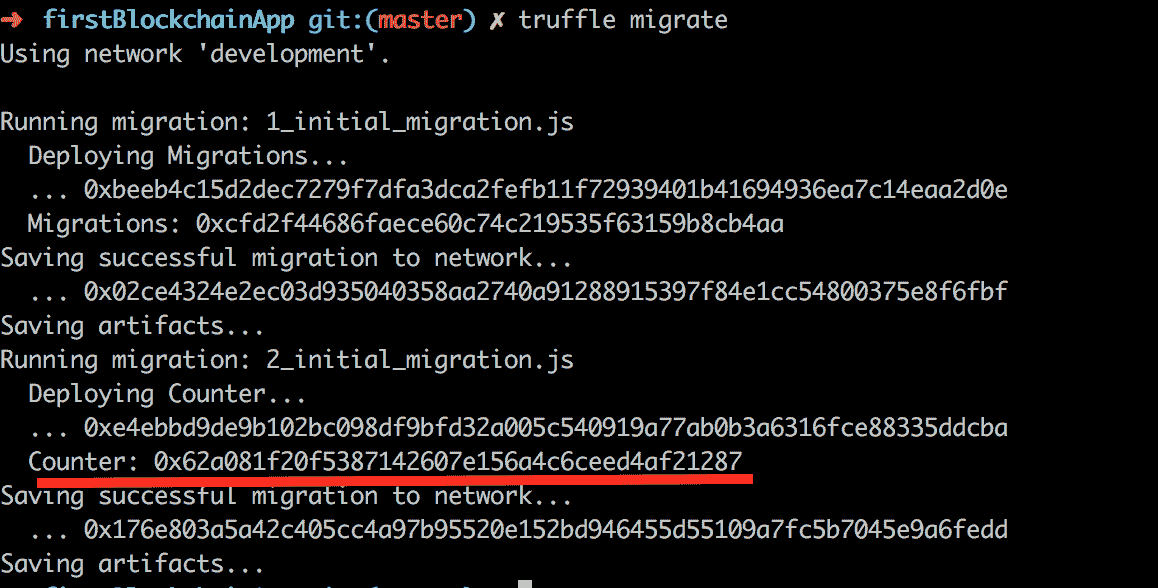 → firstBlockchainApp git:(master) ✗ truffle migrate
Using network 'development'.
Running migration: 1_initial_migration.js
Deploying Migrations...
... 0xbeeb4c15d2dec7279f7dfa3dca2fefb11f72939401b41694936ea7c14eaa2d0e
Migrations: 0xcfd2f44686faece60c74c219535f63159b8cb4aa
Saving successful migration to network...
... 0x02ce4324e2ec03d935040358aa2740a91288915397f84e1cc54800375e8f6fbf
Saving artifacts...
Running migration: 2_initial_migration.js
Deploying Counter...
... 0xe4ebbd9de9b102bc098df9bfd32a005c540919a77ab0b3a6316fce88335ddcba
Counter: 0x62a081f20f5387142607e156a4c6ceed4af21287
Saving successful migration to network...
... 0x176e803a5a42c405cc4a97b95520e152bd946455d55109a7fc5b7045e9a6fedd
Saving artifacts...